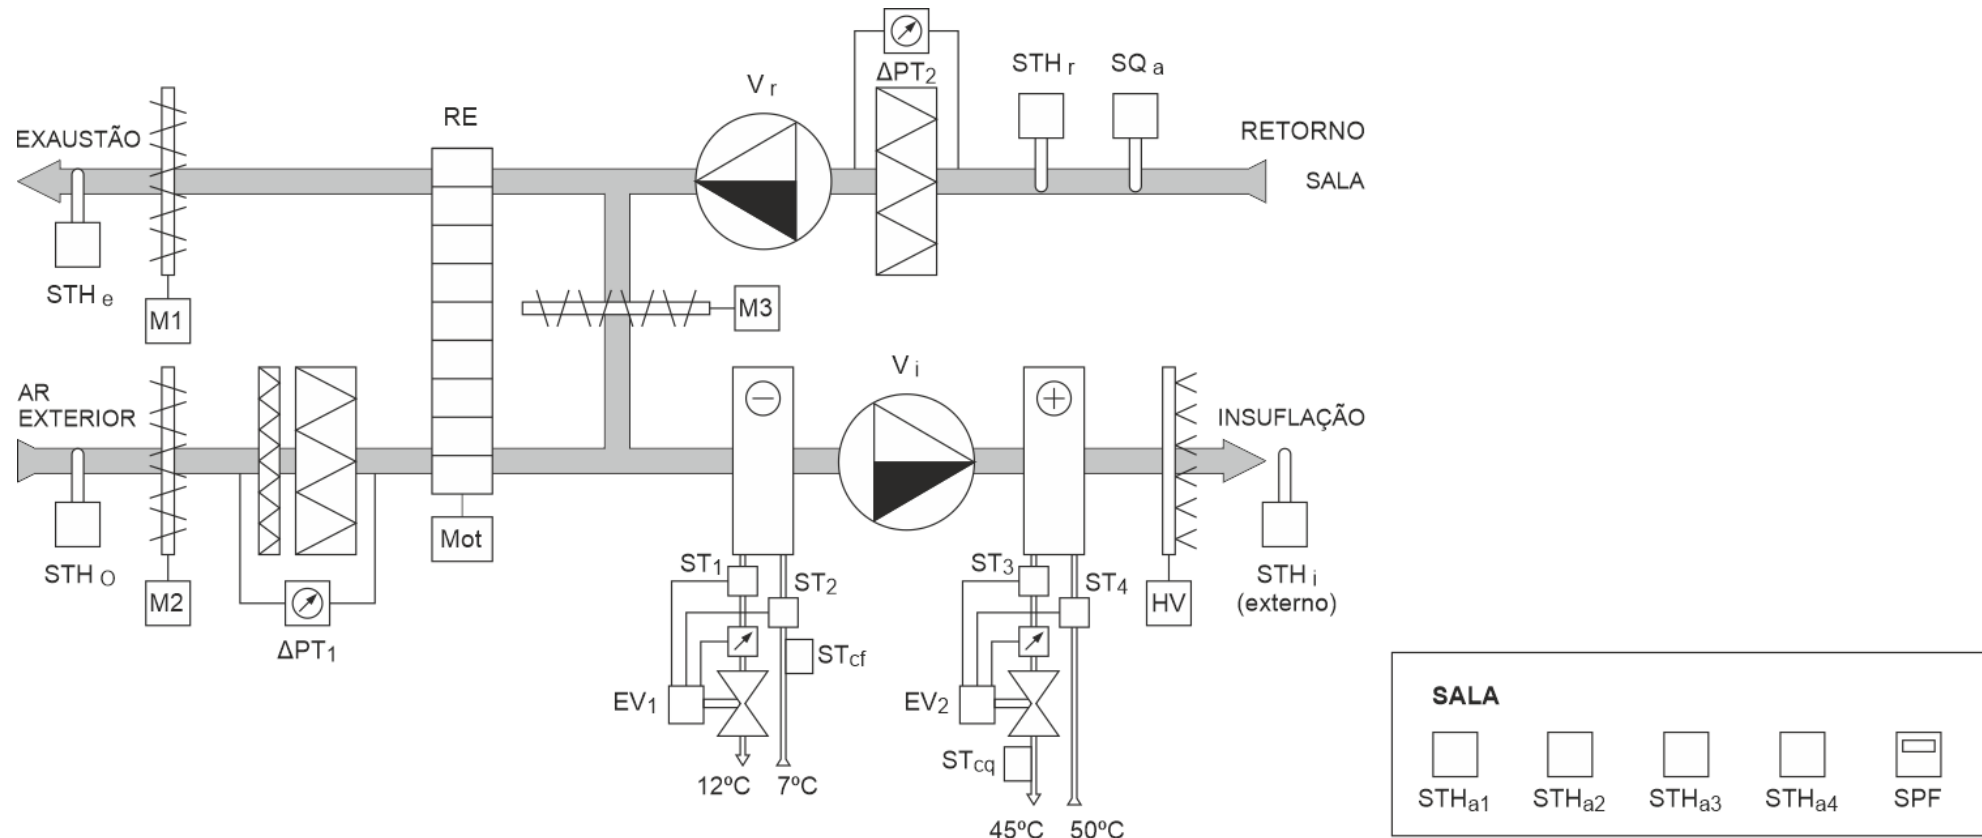 ΔPT2
STH r
SQ a
V r
RE
EXAUSTÃO
RETORNO
SALA
STH e
M1
M3
V i
AR
EXTERIOR
INSUFLAÇÃO
Mot
STH O
M2
ΔPT1
ST1
ST2
STcf
EV1
12ºC
7ºC
ST3
ST4
EV2
STcq
45ºC
50ºC
HV
STH i
(externo)
SALA
STHa1
STHa2
STHa3
STHa4
SPF